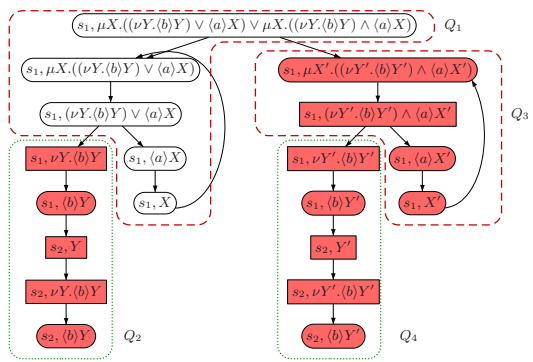 s₁, μX.((νY.⟨b⟩Y) ∨ ⟨a⟩X) ∨ μX.((νY.⟨b⟩Y) ∧ ⟨a⟩X)
Q₁
s₁, μX.((νY.⟨b⟩Y) ∨ ⟨a⟩X)
s₁, μX′.((νY′.⟨b⟩Y′) ∧ ⟨a⟩X′)
s₁, (νY.⟨b⟩Y) ∨ ⟨a⟩X
s₁, (νY′.⟨b⟩Y′) ∧ ⟨a⟩X′
Q₃
s₁, νY.⟨b⟩Y
s₁, ⟨a⟩X
s₁, νY′.⟨b⟩Y′
s₁, ⟨a⟩X′
s₁, ⟨b⟩Y
s₁, X
s₁, ⟨b⟩Y′
s₁, X′
s₂, Y
s₂, Y′
s₂, νY.⟨b⟩Y
s₂, νY′.⟨b⟩Y′
s₂, ⟨b⟩Y
Q₂
s₂, ⟨b⟩Y′
Q₄